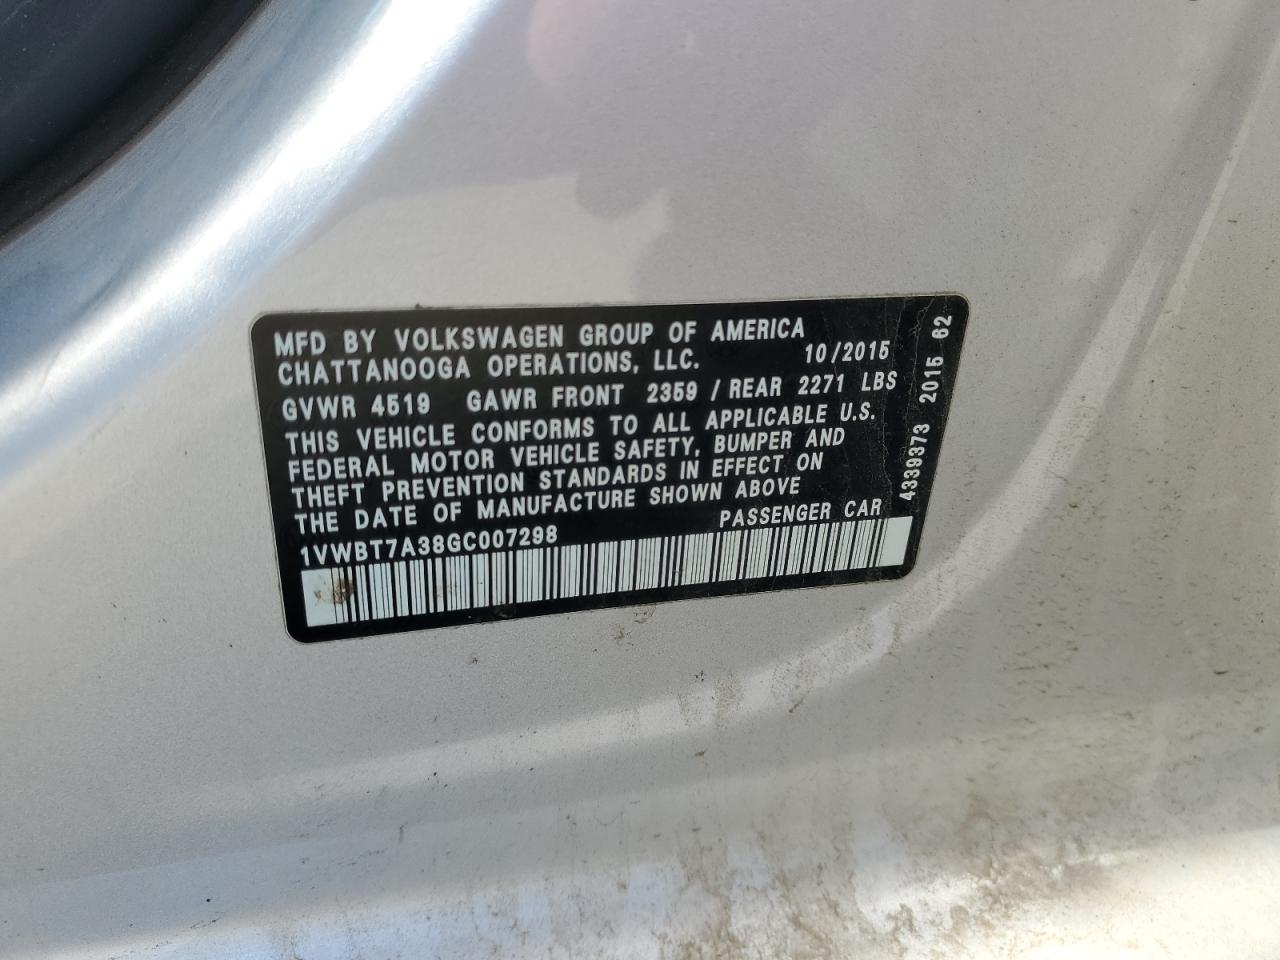 MFD BY VOLKSWAGEN GROUP OF AMERICA
CHATTANOOGA OPERATIONS, LLC. 10/2015
GVWR 4519 GAWR FRONT 2359 / REAR 2271 LBS
THIS VEHICLE CONFORMS TO ALL APPLICABLE U.S.
FEDERAL MOTOR VEHICLE SAFETY, BUMPER AND
THEFT PREVENTION STANDARDS IN EFFECT ON
THE DATE OF MANUFACTURE SHOWN ABOVE
PASSENGER CAR
1VWBT7A38GC007298
4339373 2015 62